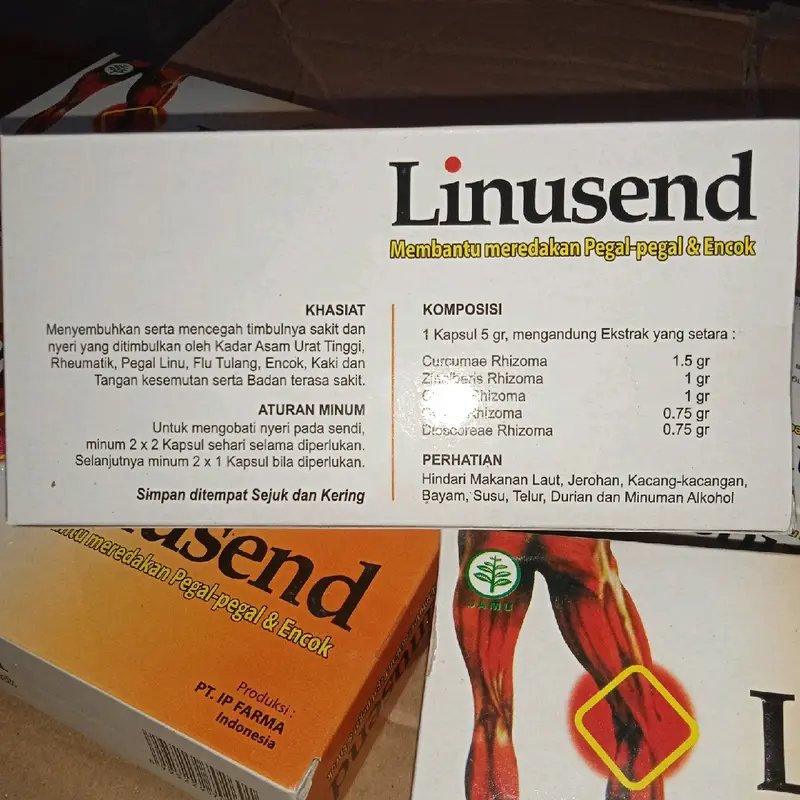 Linusend
Membantu meredakan Pegal-pegal & Encok
KHASIAT
Menyembuhkan serta mencegah timbulnya sakit dan
nyeri yang ditimbulkan oleh Kadar Asam Urat Tinggi,
Rheumatik, Pegal Linu, Flu Tulang, Encok, Kaki dan
Tangan kesemutan serta Badan terasa sakit.
ATURAN MINUM
Untuk mengobati nyeri pada sendi,
minum 2 x 2 Kapsul sehari selama diperlukan.
Selanjutnya minum 2 x 1 Kapsul bila diperlukan.
Simpan ditempat Sejuk dan Kering
KOMPOSISI
1 Kapsul 5 gr, mengandung Ekstrak yang setara :
Curcumae Rhizoma 1.5 gr
Zingiberis Rhizoma 1 gr
Rhizoma 1 gr
Rhizoma 0.75 gr
Dioscoreae Rhizoma 0.75 gr
PERHATIAN
Hindari Makanan Laut, Jerohan, Kacang-kacangan,
Bayam, Susu, Telur, Durian dan Minuman Alkohol
meredakan Pegal-pegal & Encok
Produksi :
PT. IP FARMA
Indonesia
JAMU